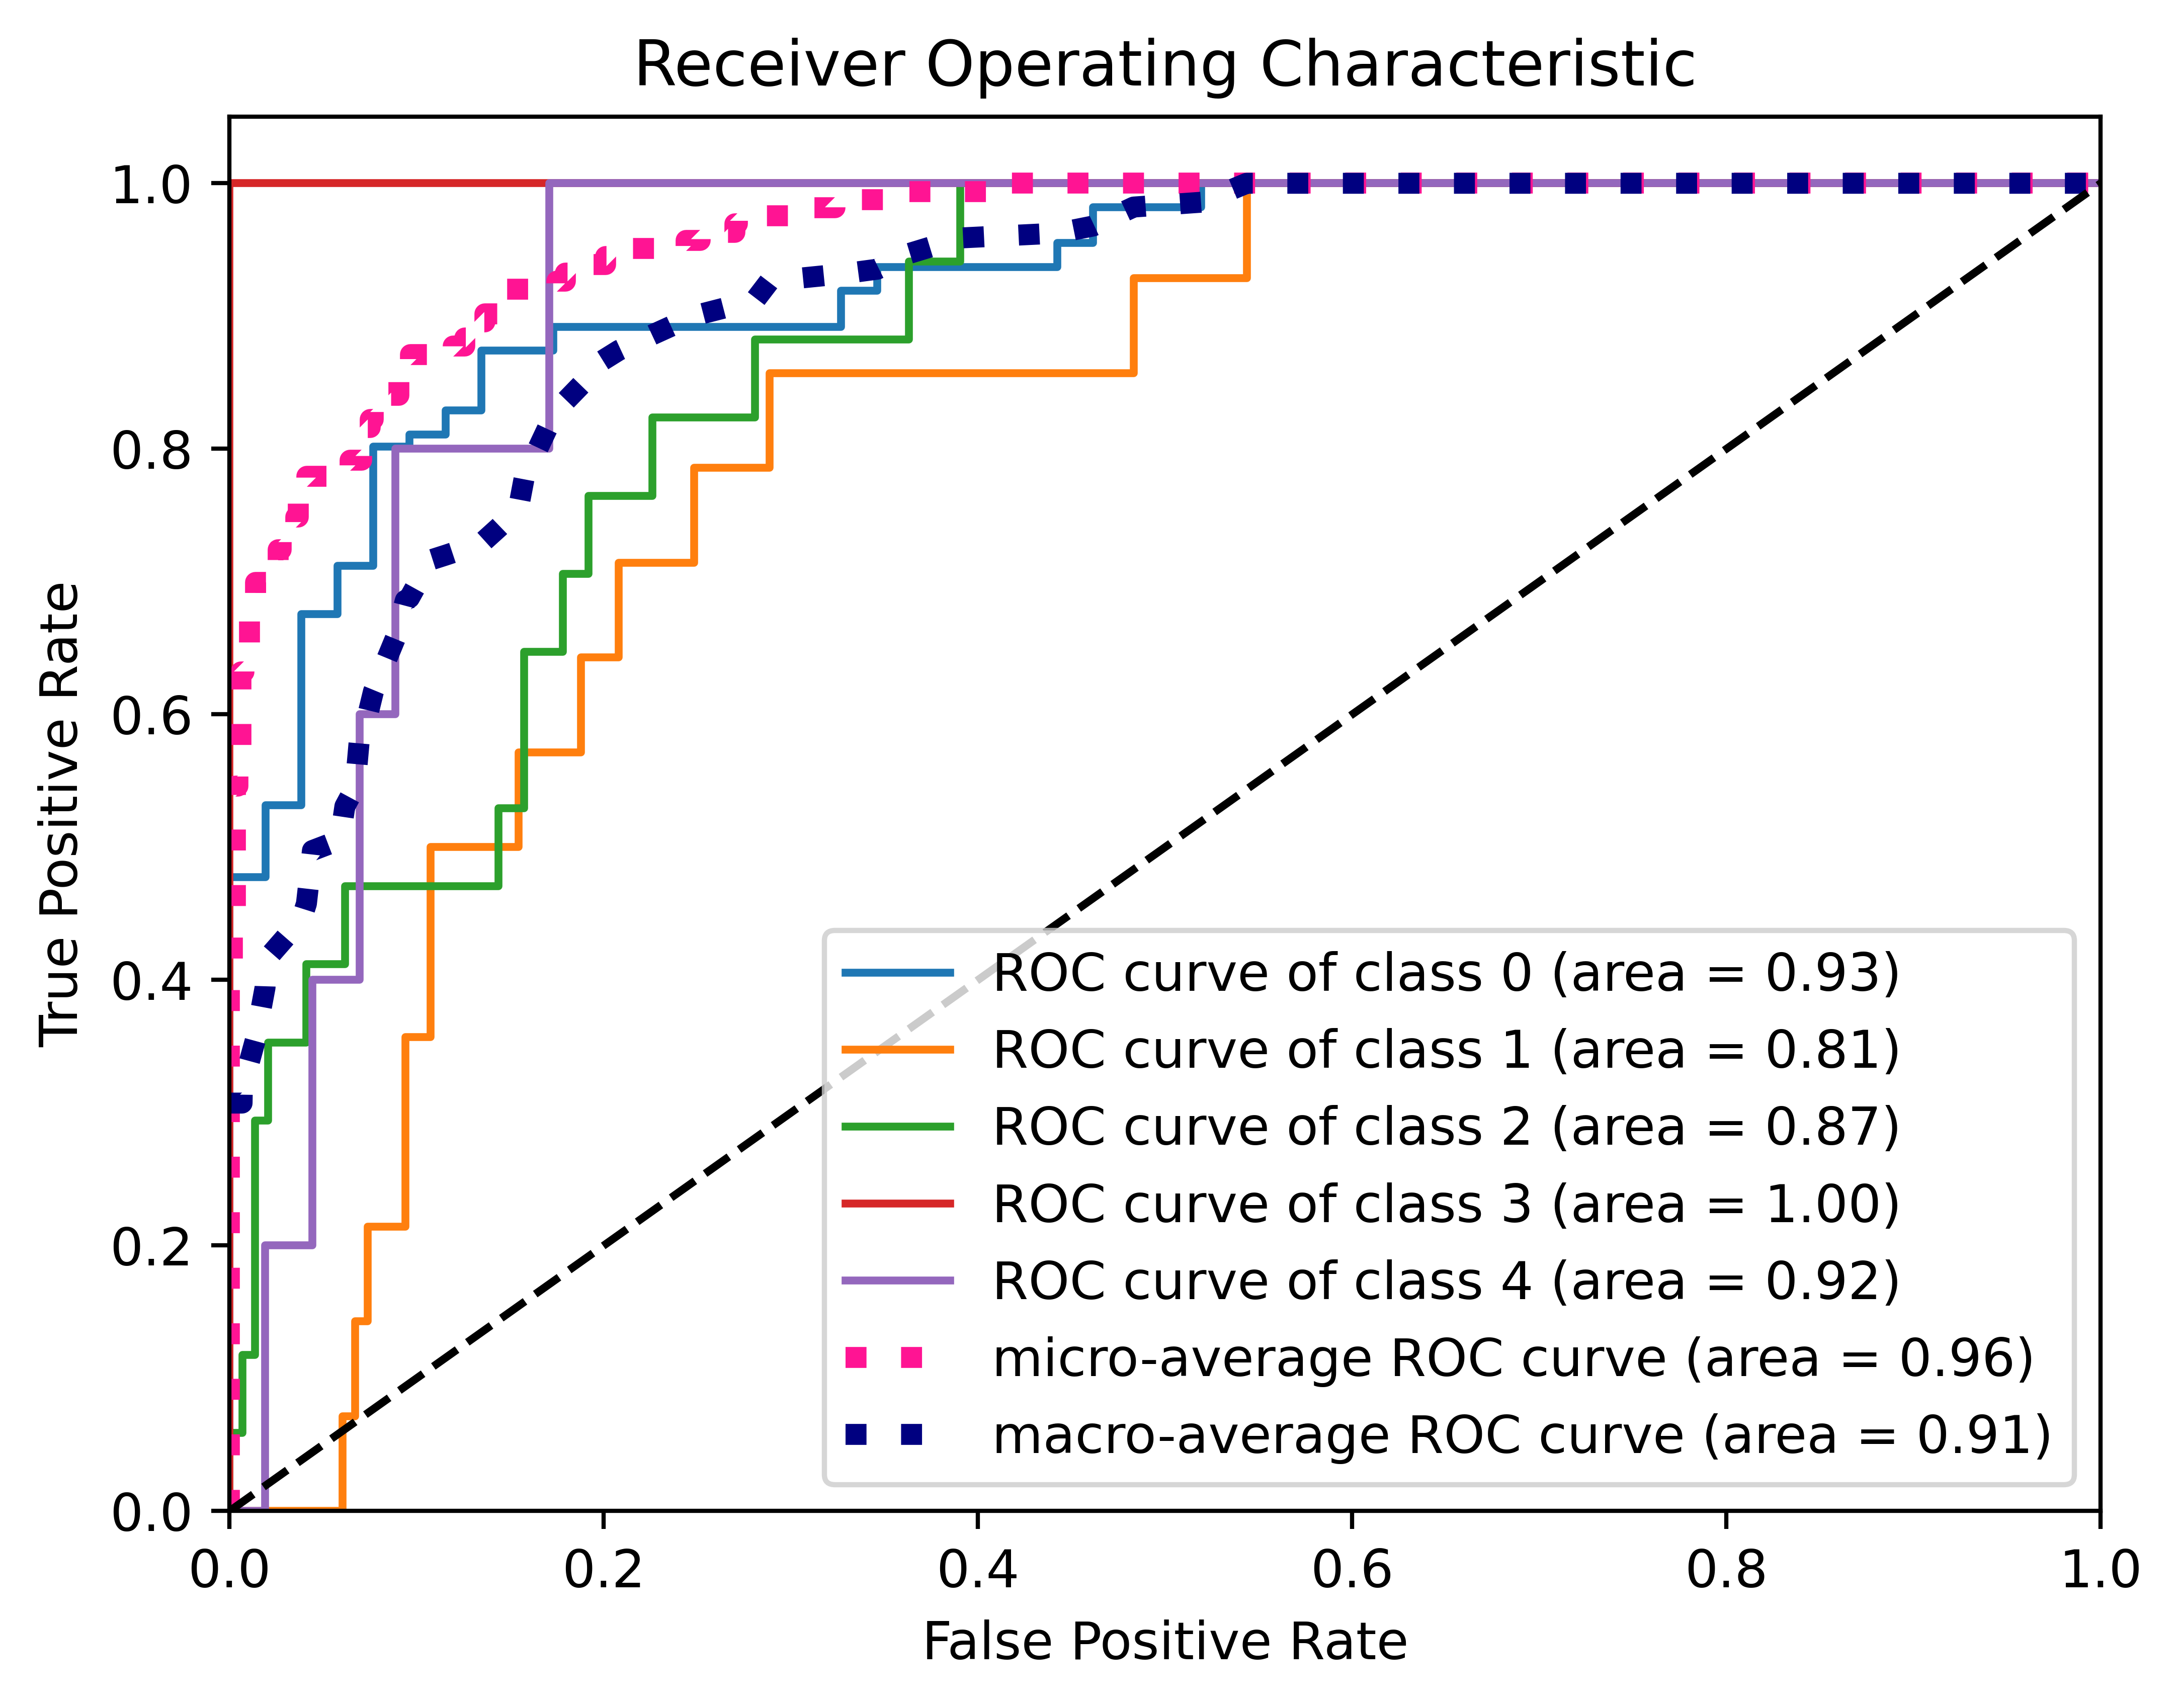 Receiver Operating Characteristic
True Positive Rate
1.0
0.8
0.6
0.4
0.2
0.0
ROC curve of class 0 (area = 0.93)
ROC curve of class 1 (area = 0.81)
ROC curve of class 2 (area = 0.87)
ROC curve of class 3 (area = 1.00)
ROC curve of class 4 (area = 0.92)
micro-average ROC curve (area = 0.96)
macro-average ROC curve (area = 0.91)
0.0 0.2 0.4 0.6 0.8 1.0
False Positive Rate